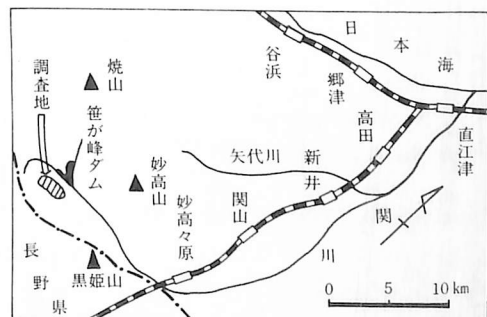 日本海
谷浜
郷津
直江津
高田
新井
矢代川
関川
関山
妙高々原
妙高山
焼山
笹が峰ダム
調査地
黒姫山
長野県
0 5 10 km